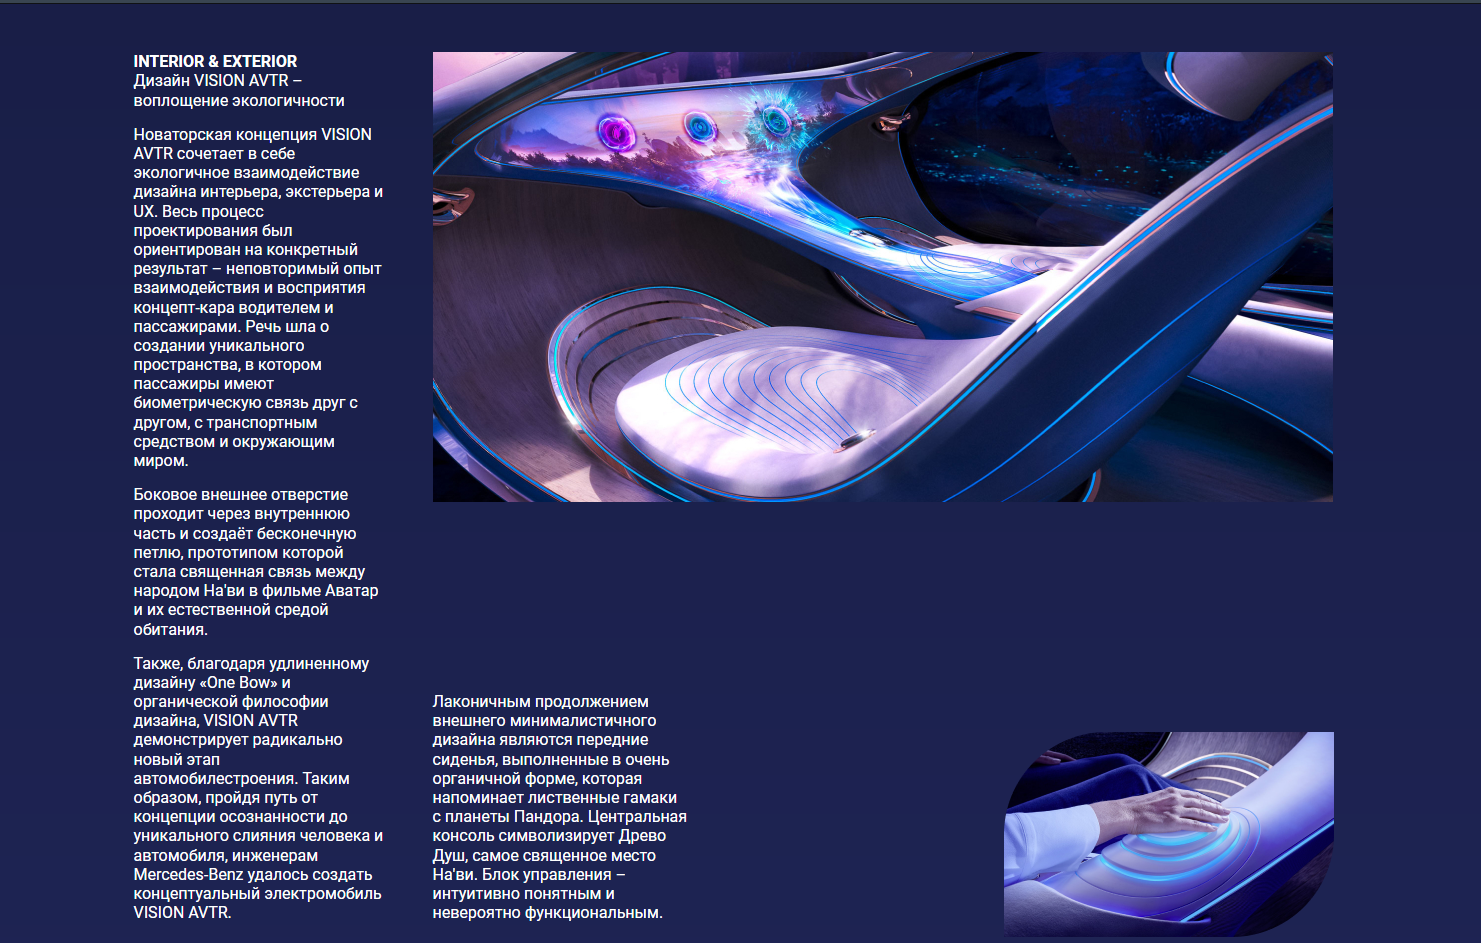 INTERIOR & EXTERIOR
Дизайн VISION AVTR –
воплощение экологичности
Новаторская концепция VISION
AVTR сочетает в себе
экологичное взаимодействие
дизайна интерьера, экстерьера и
UX. Весь процесс
проектирования был
ориентирован на конкретный
результат – неповторимый опыт
взаимодействия и восприятия
концепт-кара водителем и
пассажирами. Речь шла о
создании уникального
пространства, в котором
пассажиры имеют
биометрическую связь друг с
другом, с транспортным
средством и окружающим
миром.
Боковое внешнее отверстие
проходит через внутреннюю
часть и создаёт бесконечную
петлю, прототипом которой
стала священная связь между
народом На'ви в фильме Аватар
и их естественной средой
обитания.
Также, благодаря удлиненному
дизайну «One Bow» и
органической философии
дизайна, VISION AVTR
демонстрирует радикально
новый этап
автомобилестроения. Таким
образом, пройдя путь от
концепции осознанности до
уникального слияния человека и
автомобиля, инженерам
Mercedes-Benz удалось создать
концептуальный электромобиль
VISION AVTR.
Лаконичным продолжением
внешнего минималистичного
дизайна являются передние
сиденья, выполненные в очень
органичной форме, которая
напоминает лиственные гамаки
с планеты Пандора. Центральная
консоль символизирует Древо
Душ, самое священное место
На'ви. Блок управления –
интуитивно понятным и
невероятно функциональным.